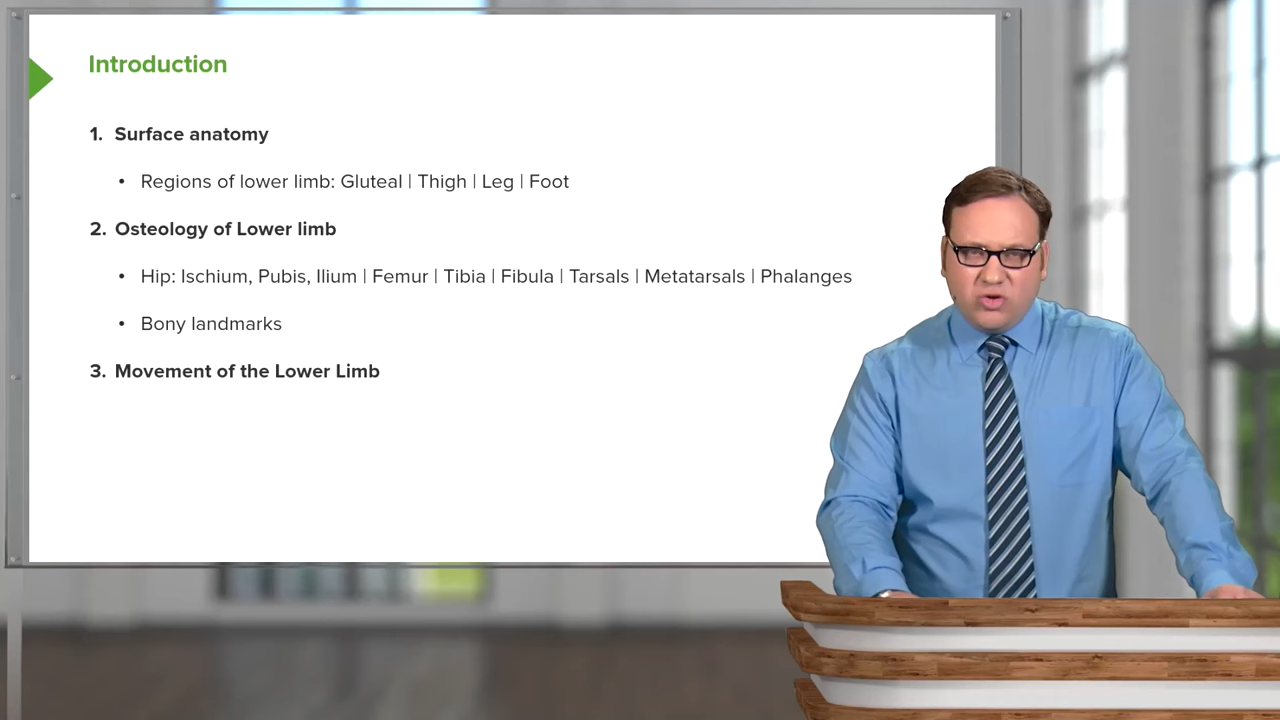 Introduction
1. Surface anatomy
• Regions of lower limb: Gluteal | Thigh | Leg | Foot
2. Osteology of Lower limb
• Hip: Ischium, Pubis, Ilium | Femur | Tibia | Fibula | Tarsals | Metatarsals | Phalanges
• Bony landmarks
3. Movement of the Lower Limb